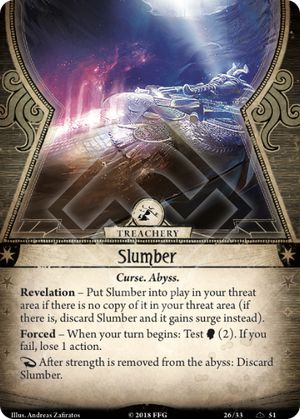 TREACHERY
Slumber
Curse. Abyss.
Revelation – Put Slumber into play in your threat
area if there is no copy of it in your threat area (if
there is, discard Slumber and it gains surge instead).
Forced – When your turn begins: Test (2). If you
fail, lose 1 action.
After strength is removed from the abyss: Discard
Slumber.
Illus. Andreas Zafiratos
© 2018 FFG
26/33
51